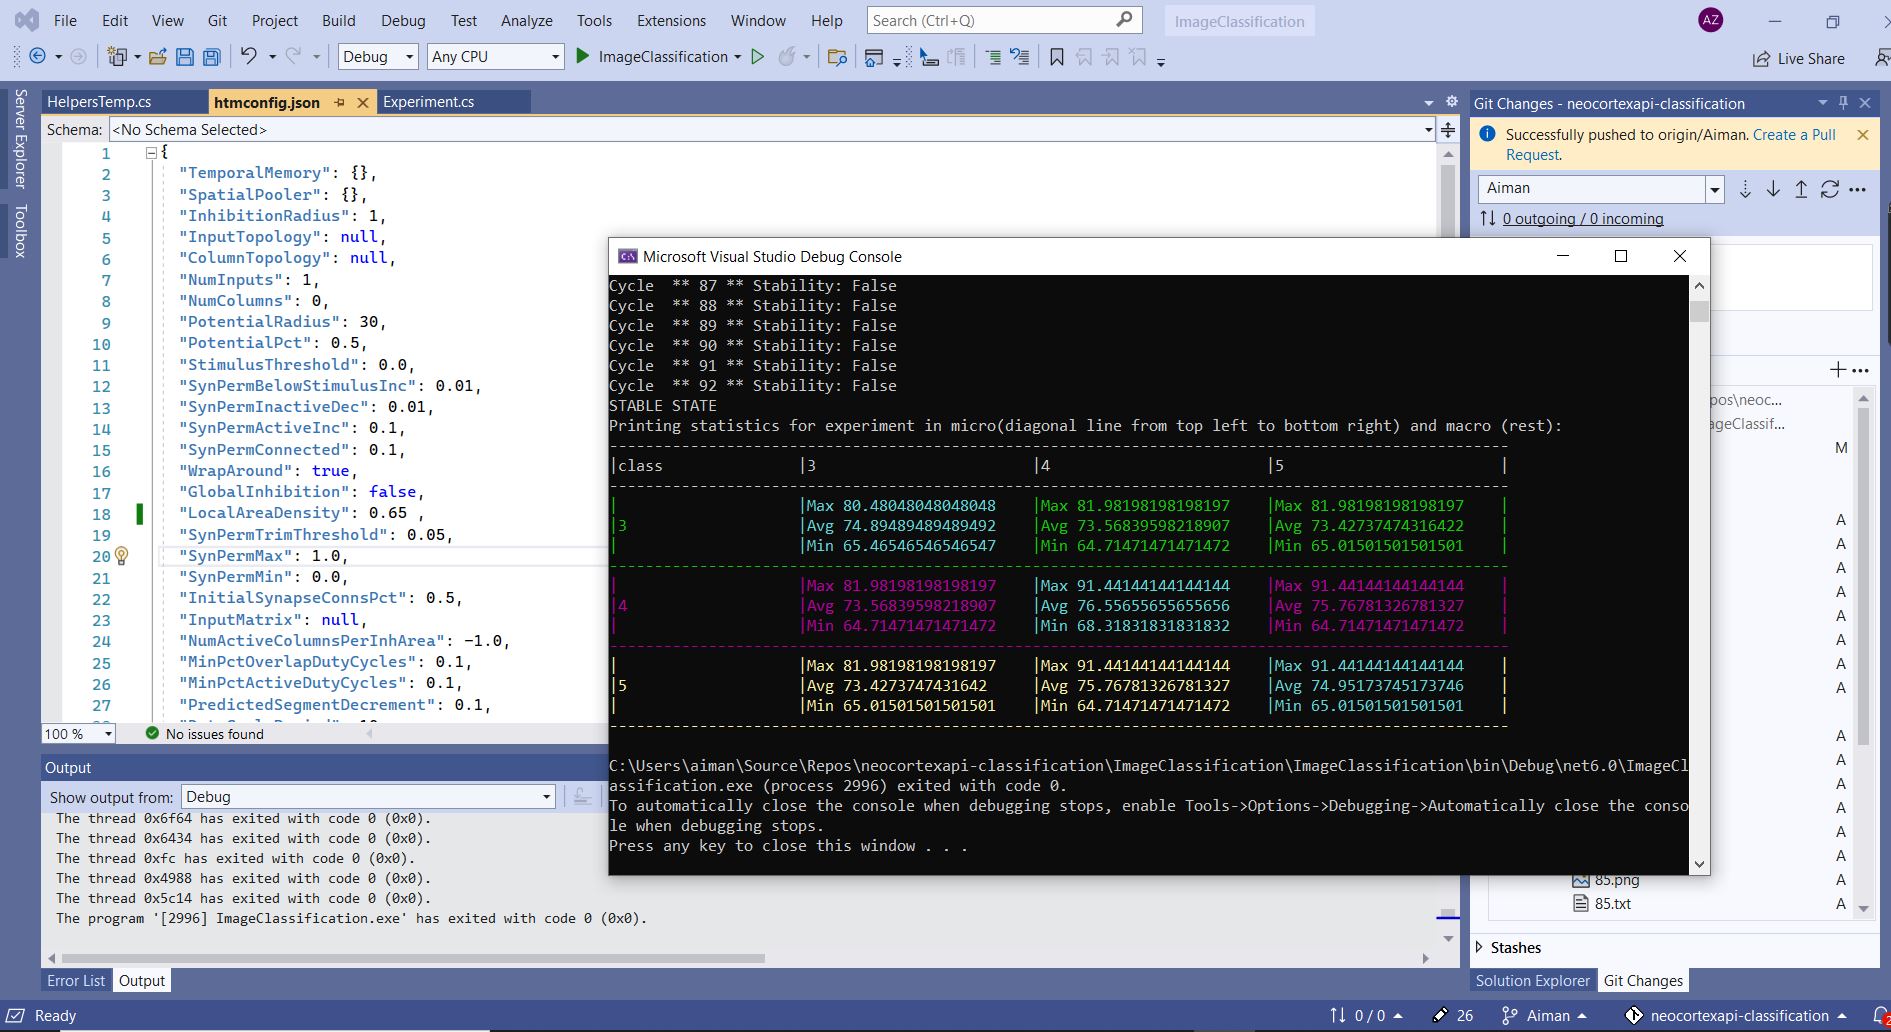 File Edit View Git Project Build Debug Test Analyze Tools Extensions Window Help Search (Ctrl+Q) ImageClassification AZ
Debug Any CPU ImageClassification Live Share
Server Explorer
Toolbox
HelpersTemp.cs htmconfig.json Experiment.cs
Schema: <No Schema Selected>
1 {
2 "TemporalMemory": {},
3 "SpatialPooler": {},
4 "InhibitionRadius": 1,
5 "InputTopology": null,
6 "ColumnTopology": null,
7 "NumInputs": 1,
8 "NumColumns": 0,
9 "PotentialRadius": 30,
10 "PotentialPct": 0.5,
11 "StimulusThreshold": 0.0,
12 "SynPermBelowStimulusInc": 0.01,
13 "SynPermInactiveDec": 0.01,
14 "SynPermActiveInc": 0.1,
15 "SynPermConnected": 0.1,
16 "WrapAround": true,
17 "GlobalInhibition": false,
18 "LocalAreaDensity": 0.65 ,
19 "SynPermTrimThreshold": 0.05,
20 "SynPermMax": 1.0,
21 "SynPermMin": 0.0,
22 "InitialSynapseConnsPct": 0.5,
23 "InputMatrix": null,
24 "NumActiveColumnsPerInhArea": -1.0,
25 "MinPctOverlapDutyCycles": 0.1,
26 "MinPctActiveDutyCycles": 0.1,
27 "PredictedSegmentDecrement": 0.1,
100 % No issues found
Output
Show output from: Debug
The thread 0x6f64 has exited with code 0 (0x0).
The thread 0x6434 has exited with code 0 (0x0).
The thread 0xfc has exited with code 0 (0x0).
The thread 0x4988 has exited with code 0 (0x0).
The thread 0x5c14 has exited with code 0 (0x0).
The program '[2996] ImageClassification.exe' has exited with code 0 (0x0).
Error List Output
Microsoft Visual Studio Debug Console
Cycle ** 87 ** Stability: False
Cycle ** 88 ** Stability: False
Cycle ** 89 ** Stability: False
Cycle ** 90 ** Stability: False
Cycle ** 91 ** Stability: False
Cycle ** 92 ** Stability: False
STABLE STATE
Printing statistics for experiment in micro(diagonal line from top left to bottom right) and macro (rest):
|class |3 |4 |5 |
| |Max 80.48048048048048 |Max 81.98198198198197 |Max 81.98198198198197 |
|3 |Avg 74.89489489489492 |Avg 73.56839598218907 |Avg 73.42737474316422 |
| |Min 65.46546546546547 |Min 64.71471471471472 |Min 65.01501501501501 |
| |Max 81.98198198198197 |Max 91.44144144144144 |Max 91.44144144144144 |
|4 |Avg 73.56839598218907 |Avg 76.55655655655656 |Avg 75.76781326781327 |
| |Min 64.71471471471472 |Min 68.31831831831832 |Min 64.71471471471472 |
| |Max 81.98198198198197 |Max 91.44144144144144 |Max 91.44144144144144 |
|5 |Avg 73.4273747431642 |Avg 75.76781326781327 |Avg 74.95173745173746 |
| |Min 65.01501501501501 |Min 64.71471471471472 |Min 65.01501501501501 |
C:\Users\aiman\Source\Repos\neocortexapi-classification\ImageClassification\ImageClassification\bin\Debug\net6.0\ImageCl
assification.exe (process 2996) exited with code 0.
To automatically close the console when debugging stops, enable Tools->Options->Debugging->Automatically close the conso
le when debugging stops.
Press any key to close this window . . .
Git Changes - neocortexapi-classification
Successfully pushed to origin/Aiman. Create a Pull
Request.
Aiman
0 outgoing / 0 incoming
pos\neoc...
ageClassif...
M
A
A
A
A
A
A
A
A
A
A
A
A
A
A
85.png A
85.txt A
Stashes
Solution Explorer Git Changes
Ready 0 / 0 26 Aiman neocortexapi-classification 2